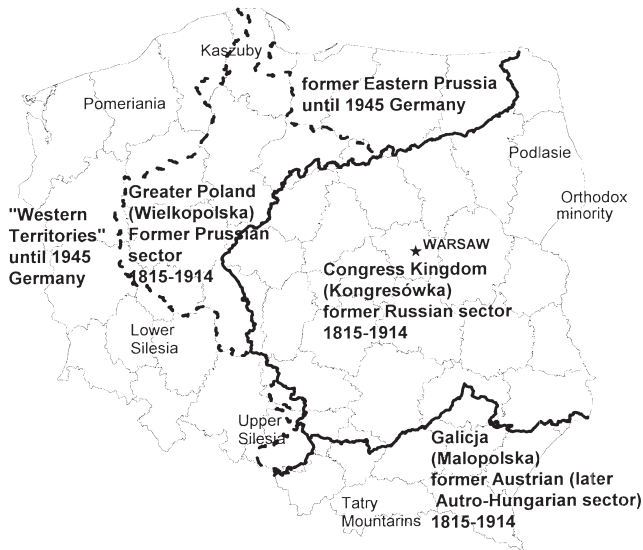 Kaszuby
former Eastern Prussia
until 1945 Germany
Pomeriania
Podlasie
Orthodox
minority
"Western
Territories"
until 1945
Germany
Greater Poland
(Wielkopolska)
Former Prussian
sector
1815-1914
WARSAW
Congress Kingdom
(Kongresówka)
former Russian sector
1815-1914
Lower
Silesia
Upper
Silesia
Galicja
(Malopolska)
former Austrian (later
Autro-Hungarian sector)
1815-1914
Tatry
Mountarins